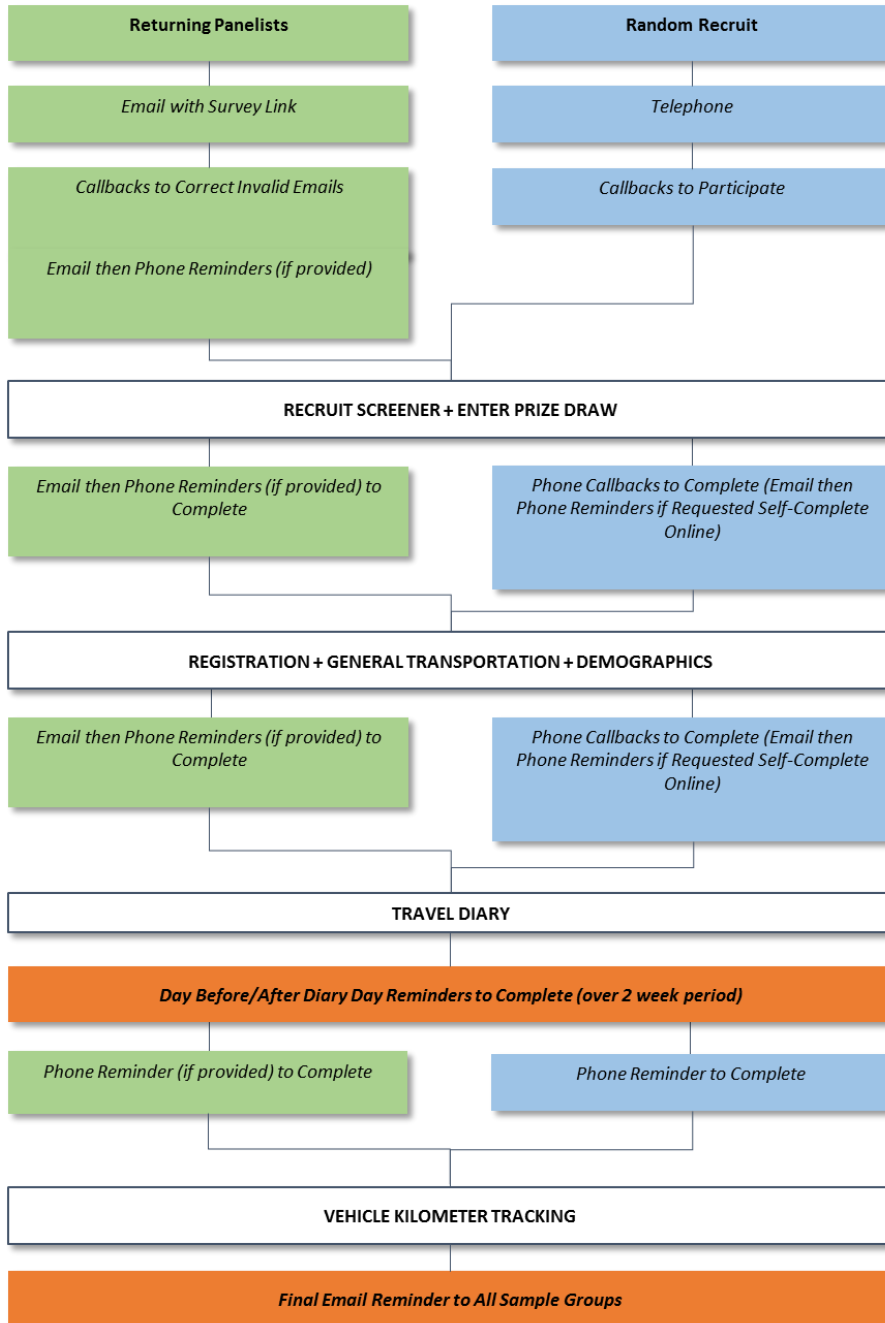 Returning Panelists
Random Recruit
Email with Survey Link
Telephone
Callbacks to Correct Invalid Emails
Callbacks to Participate
Email then Phone Reminders (if provided)
RECRUIT SCREENER + ENTER PRIZE DRAW
Email then Phone Reminders (if provided) to
Complete
Phone Callbacks to Complete (Email then
Phone Reminders if Requested Self-Complete
Online)
REGISTRATION + GENERAL TRANSPORTATION + DEMOGRAPHICS
Email then Phone Reminders (if provided) to
Complete
Phone Callbacks to Complete (Email then
Phone Reminders if Requested Self-Complete
Online)
TRAVEL DIARY
Day Before/After Diary Day Reminders to Complete (over 2 week period)
Phone Reminder (if provided) to Complete
Phone Reminder to Complete
VEHICLE KILOMETER TRACKING
Final Email Reminder to All Sample Groups